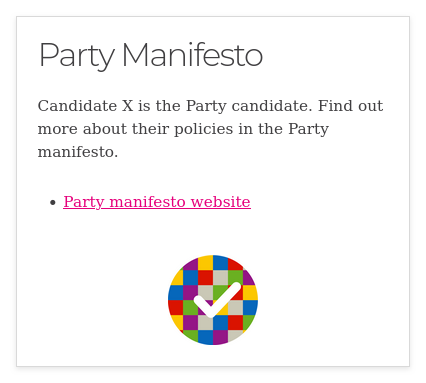 Party Manifesto
Candidate X is the Party candidate. Find out
more about their policies in the Party
manifesto.
• Party manifesto website